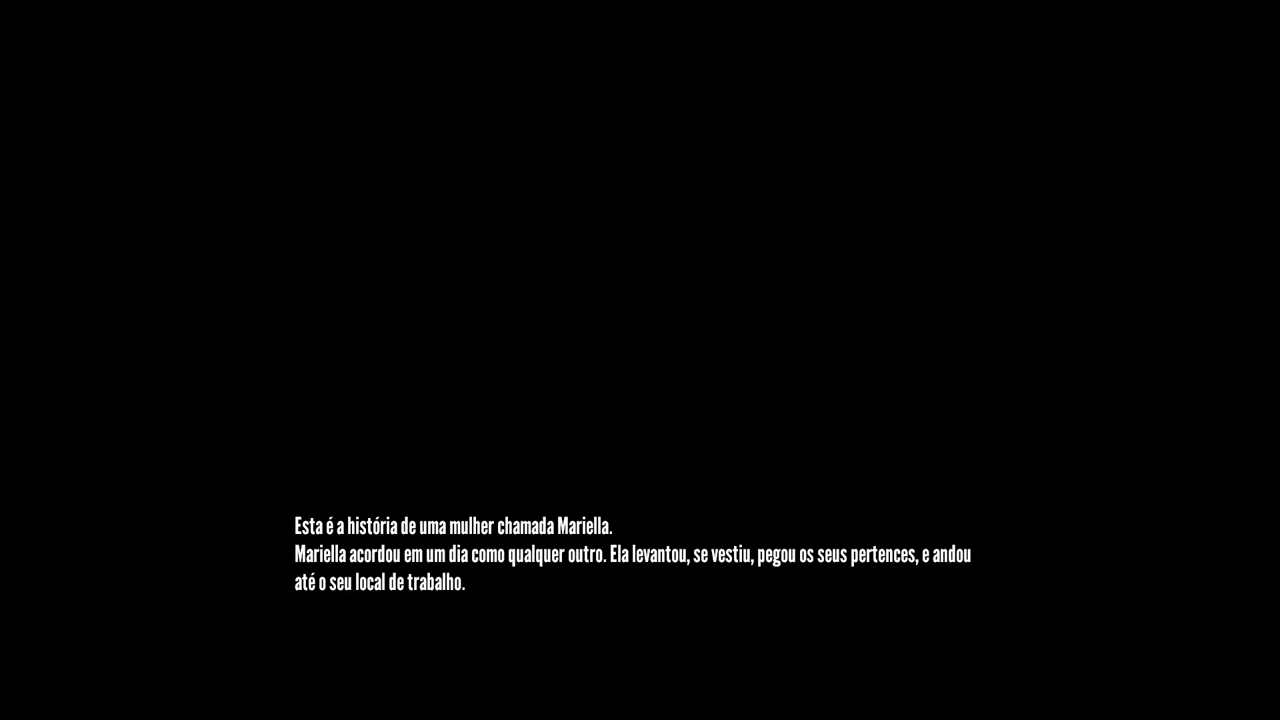 Esta é a história de uma mulher chamada Mariella.
Mariella acordou em um dia como qualquer outro. Ela levantou, se vestiu, pegou os seus pertences, e andou
até o seu local de trabalho.